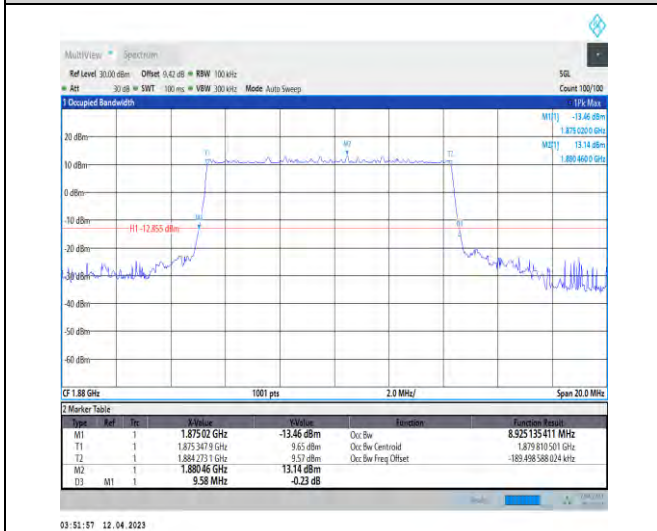 MultiView Spectrum
Ref Level 30.00 dBm Offset 0.42 dB RBW 100 kHz SGL
Att 30 dB SWT 100 ms VBW 300 kHz Mode Auto Sweep Count 100/100
1 Occupied Bandwidth 1Pk Max
M1[1] -13.46 dBm
1.875 020 0 GHz
20 dBm M2[1] 13.14 dBm
1.880 460 0 GHz
T1 M2 T2
10 dBm
0 dBm
-10 dBm
M1 D3
H1 -12.855 dBm
-20 dBm
-30 dBm
-40 dBm
-50 dBm
-60 dBm
CF 1.88 GHz 1001 pts 2.0 MHz/ Span 20.0 MHz
2 Marker Table
Type Ref Trc X-Value Y-Value Function Function Result
M1 1 1.875 02 GHz -13.46 dBm Occ Bw 8.925 135 411 MHz
T1 1 1.875 347 9 GHz 9.65 dBm Occ Bw Centroid 1.879 810 501 GHz
T2 1 1.884 273 1 GHz 9.57 dBm Occ Bw Freq Offset -189.498 588 024 kHz
M2 1 1.880 46 GHz 13.14 dBm
D3 M1 1 9.58 MHz -0.23 dB
03:51:57 12.04.2023